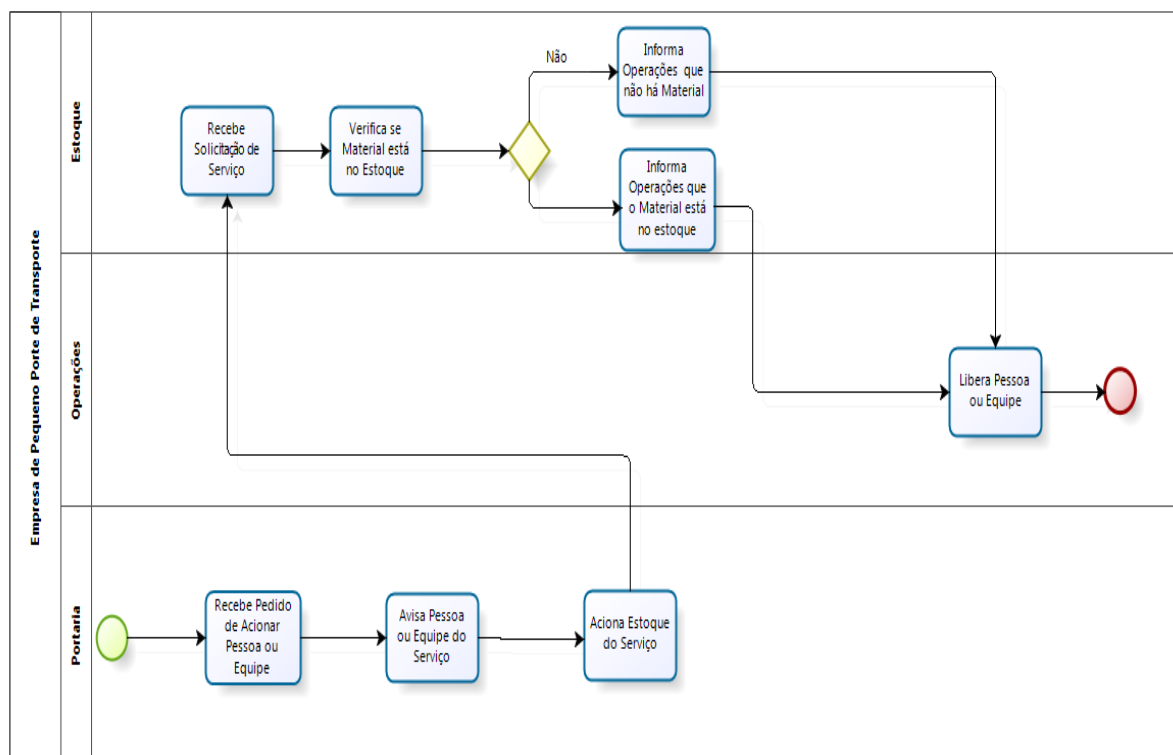 Empresa de Pequeno Porte de Transporte
Estoque
Recebe
Solicitação de
Serviço
Verifica se
Material está
no Estoque
Não
Informa
Operações que
não há Material
Informa
Operações que
o Material está
no estoque
Operações
Libera Pessoa
ou Equipe
Portaria
Recebe Pedido
de Acionar
Pessoa ou
Equipe
Avisa Pessoa
ou Equipe do
Serviço
Aciona Estoque
do Serviço